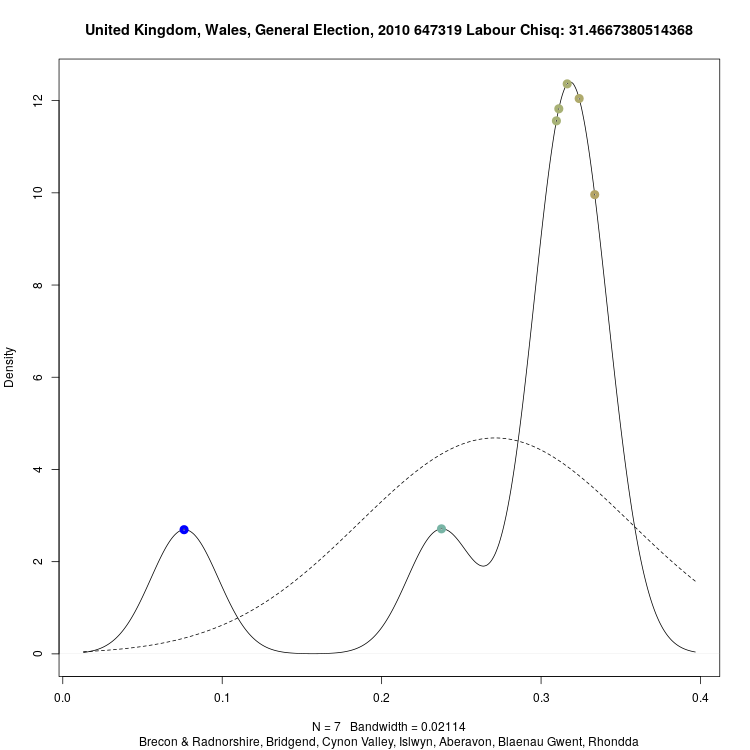 United Kingdom, Wales, General Election, 2010 647319 Labour Chisq: 31.4667380514368
Density
12
10
8
6
4
2
0
0.0 0.1 0.2 0.3 0.4
N = 7 Bandwidth = 0.02114
Brecon & Radnorshire, Bridgend, Cynon Valley, Islwyn, Aberavon, Blaenau Gwent, Rhondda